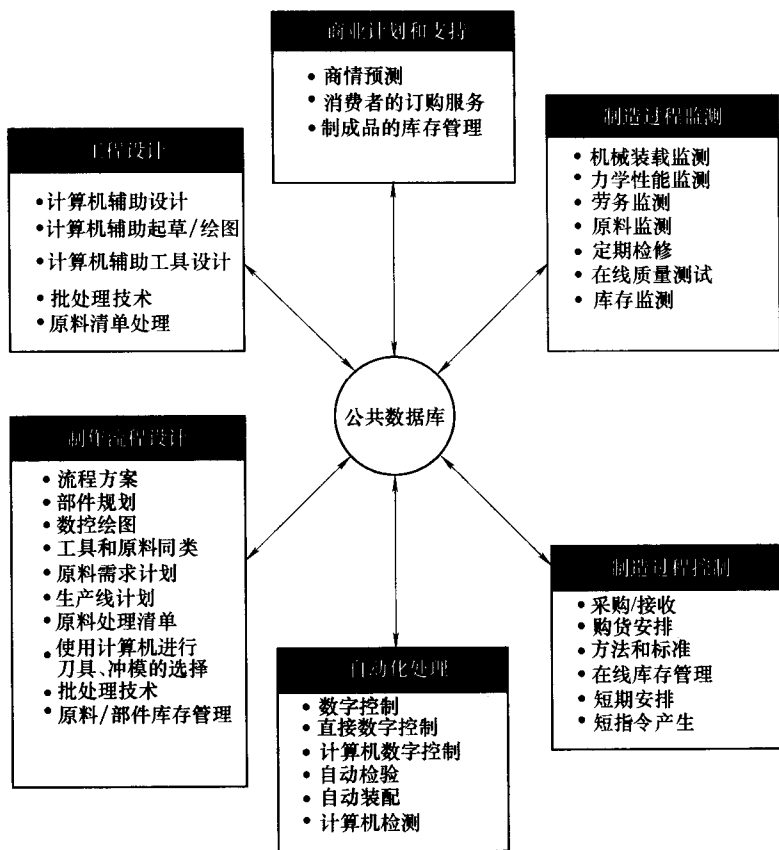 商业计划和支持
• 商情预测
• 消费者的订购服务
• 制成品的库存管理
工程设计
• 计算机辅助设计
• 计算机辅助起草/绘图
• 计算机辅助工具设计
• 批处理技术
• 原料清单处理
制造过程监测
• 机械装载监测
• 力学性能监测
• 劳务监测
• 原料监测
• 定期检修
• 在线质量测试
• 库存监测
公共数据库
制作流程设计
• 流程方案
• 部件规划
• 数控绘图
• 工具和原料同类
• 原料需求计划
• 生产线计划
• 原料处理清单
• 使用计算机进行
刀具、冲模的选择
• 批处理技术
• 原料/部件库存管理
自动化处理
• 数字控制
• 直接数字控制
• 计算机数字控制
• 自动检验
• 自动装配
• 计算机检测
制造过程控制
• 采购/接收
• 购货安排
• 方法和标准
• 在线库存管理
• 短期安排
• 短指令产生